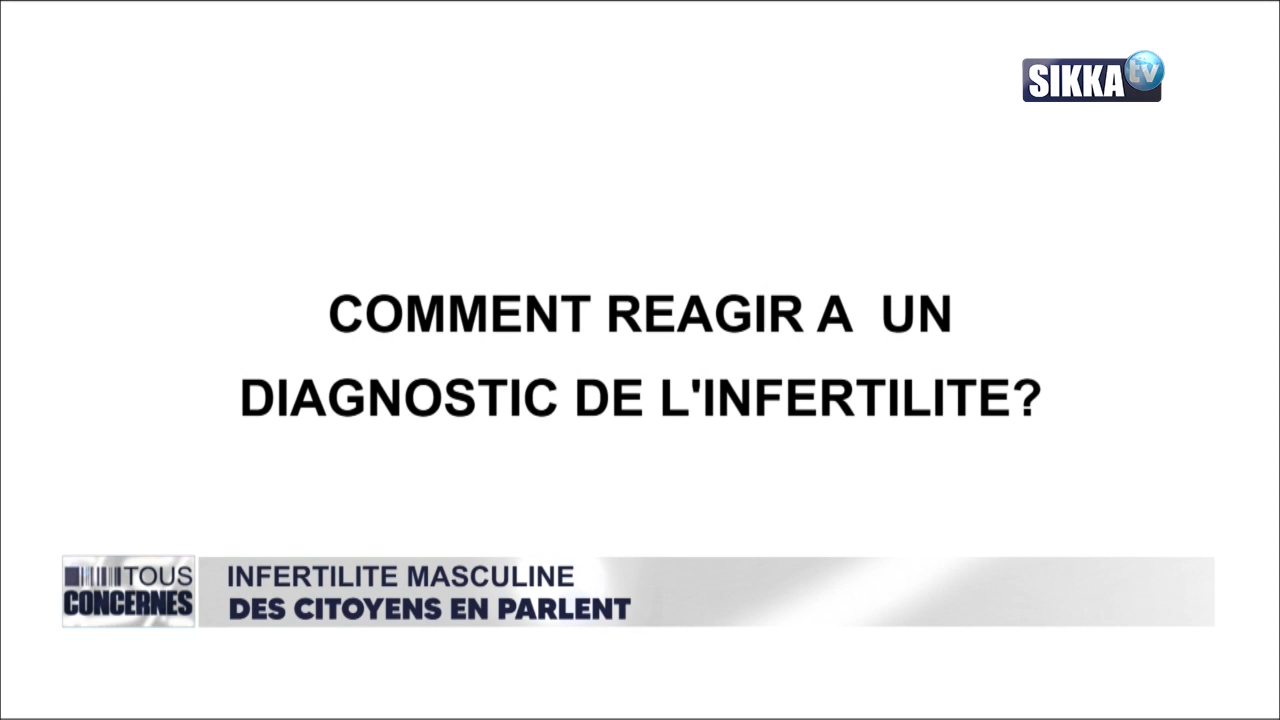 SIKKA tv
COMMENT REAGIR A  UN
DIAGNOSTIC DE L'INFERTILITE?
TOUS
CONCERNES
INFERTILITE MASCULINE
DES CITOYENS EN PARLENT